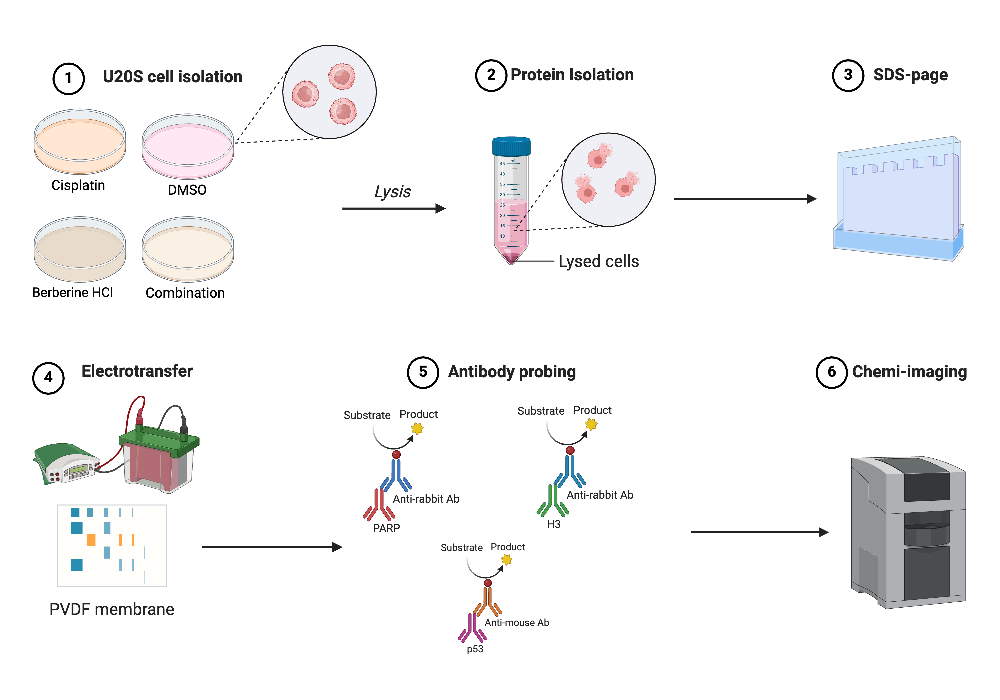 1 U20S cell isolation
Cisplatin
DMSO
Berberine HCl
Combination
Lysis
2 Protein Isolation
mL
45
40
35
30
25
20
15
10
Lysed cells
3 SDS-page
4 Electrotransfer
PVDF membrane
5 Antibody probing
Substrate Product
Anti-rabbit Ab
PARP
Substrate Product
Anti-rabbit Ab
H3
Substrate Product
Anti-mouse Ab
p53
6 Chemi-imaging